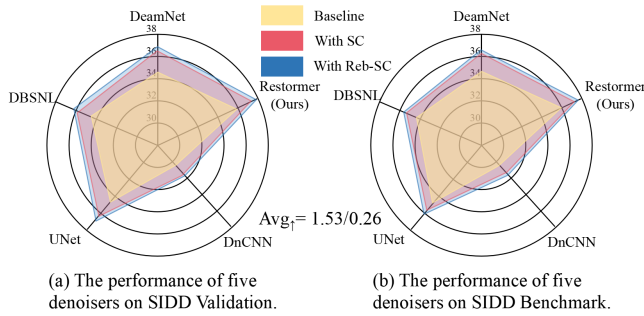 DeamNet
38
36
34
32
30
DBSNL
Restormer
(Ours)
UNet
DnCNN
Baseline
With SC
With Reb-SC
Avg↑= 1.53/0.26
DeamNet
38
36
34
32
30
DBSNL
Restormer
(Ours)
UNet
DnCNN
(a) The performance of five
denoisers on SIDD Validation.
(b) The performance of five
denoisers on SIDD Benchmark.